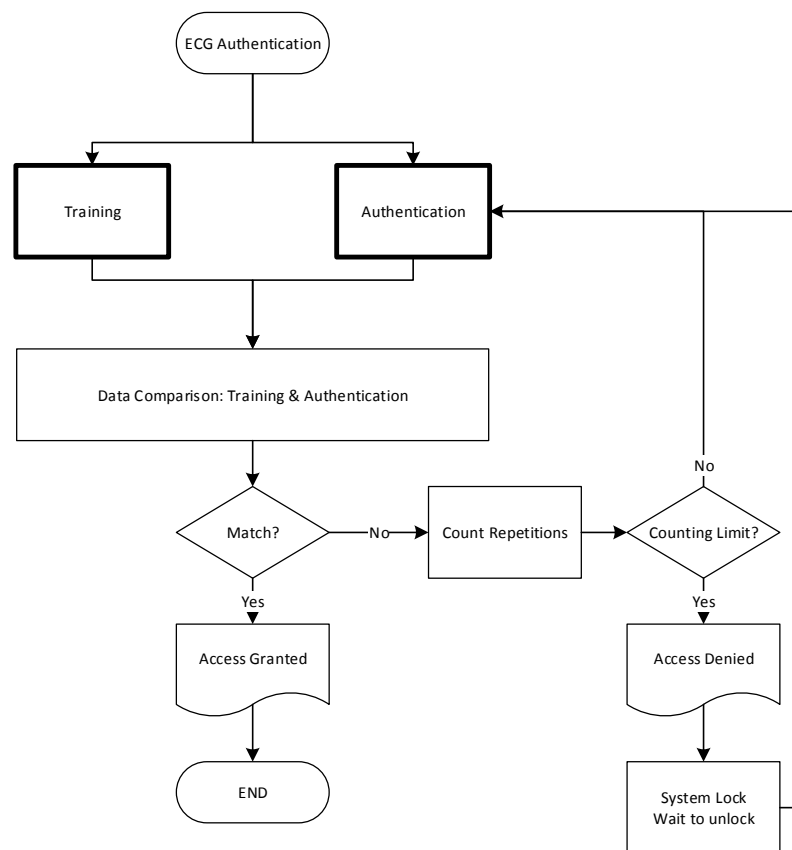 ECG Authentication
Training
Authentication
Data Comparison: Training & Authentication
No
Match?
No
Count Repetitions
Counting Limit?
Yes
Yes
Access Granted
Access Denied
END
System Lock
Wait to unlock